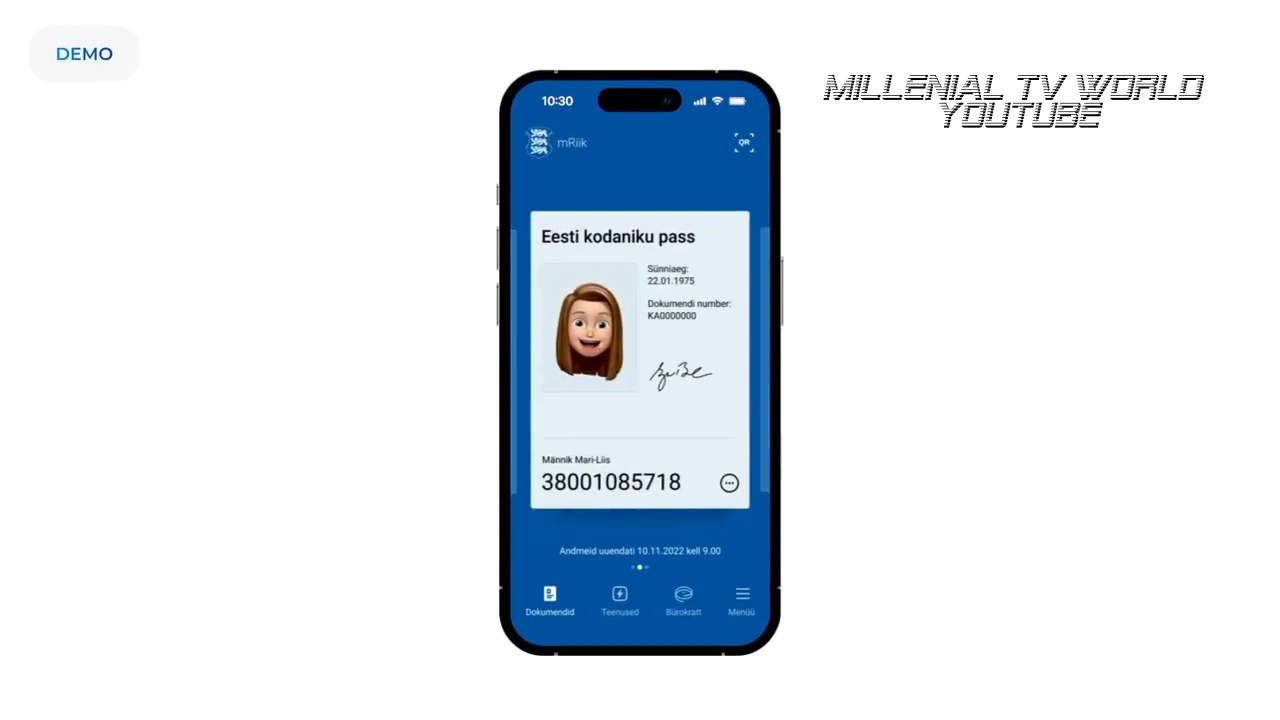 DEMO
MILLENIAL TV WORLD
YOUTUBE
10:30
mRiik
QR
Eesti kodaniku pass
Sünniaeg:
22.01.1975
Dokumendi number:
KA0000000
Männik Mari-Liis
38001085718
Andmeid uuendati 10.11.2022 kell 9.00
Dokumendid Teenused Bürokratt Menüü